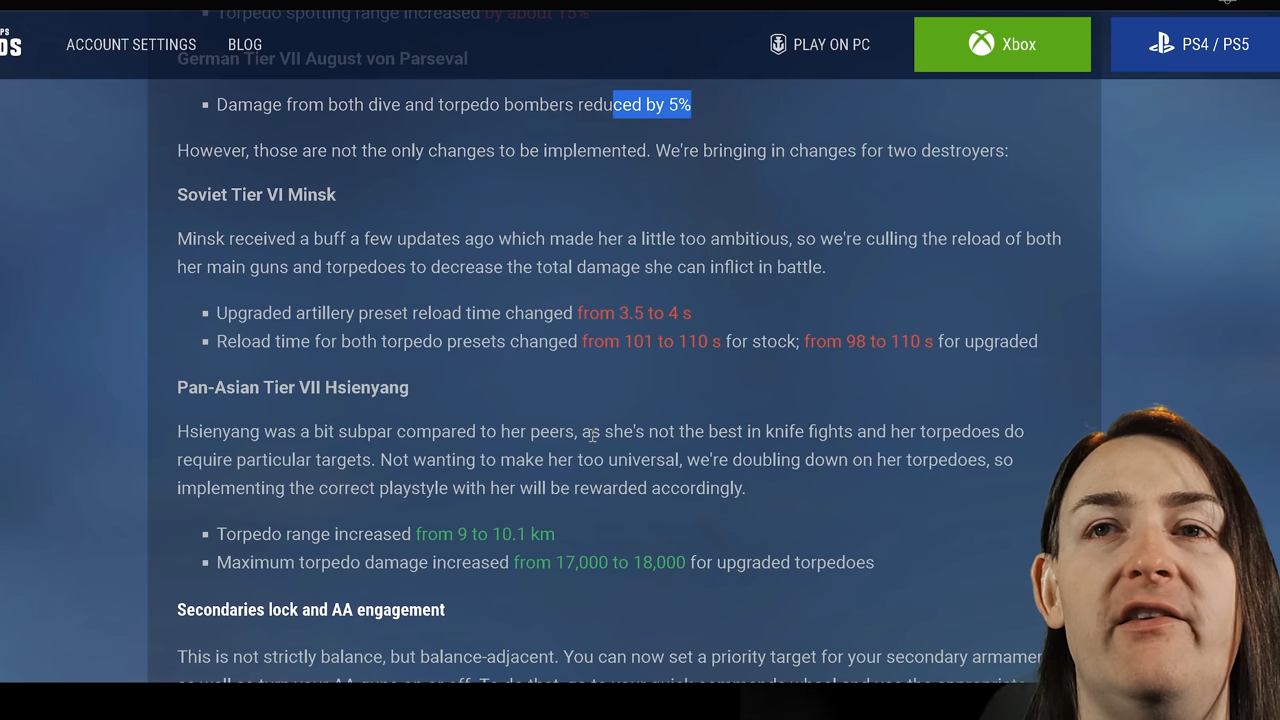 Torpedo spotting range increased by about 15%
PS
OS
ACCOUNT SETTINGS
BLOG
PLAY ON PC
Xbox
PS4 / PS5
German Tier VII August von Parseval
▪ Damage from both dive and torpedo bombers reduced by 5%
However, those are not the only changes to be implemented. We're bringing in changes for two destroyers:
Soviet Tier VI Minsk
Minsk received a buff a few updates ago which made her a little too ambitious, so we're culling the reload of both
her main guns and torpedoes to decrease the total damage she can inflict in battle.
▪ Upgraded artillery preset reload time changed from 3.5 to 4 s
▪ Reload time for both torpedo presets changed from 101 to 110 s for stock; from 98 to 110 s for upgraded
Pan-Asian Tier VII Hsienyang
Hsienyang was a bit subpar compared to her peers, as she's not the best in knife fights and her torpedoes do
require particular targets. Not wanting to make her too universal, we're doubling down on her torpedoes, so
implementing the correct playstyle with her will be rewarded accordingly.
▪ Torpedo range increased from 9 to 10.1 km
▪ Maximum torpedo damage increased from 17,000 to 18,000 for upgraded torpedoes
Secondaries lock and AA engagement
This is not strictly balance, but balance-adjacent. You can now set a priority target for your secondary armamen